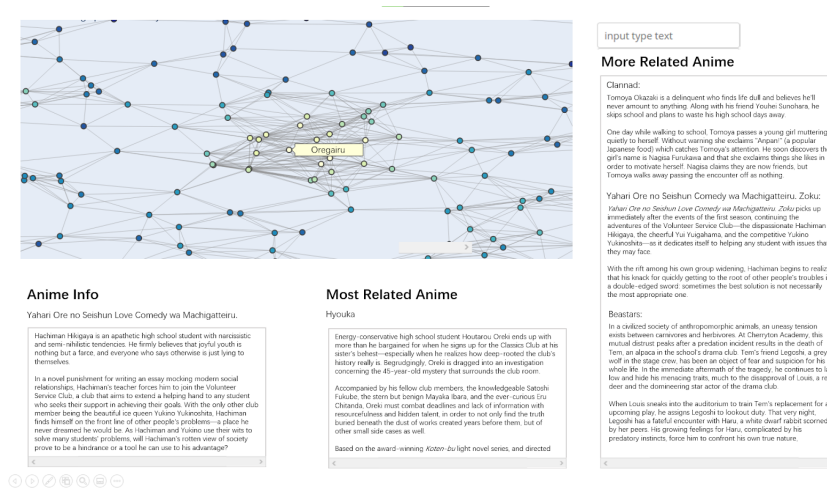 Oregairu
input type text
More Related Anime
Clannad:
Tomoya Okazaki is a delinquent who finds life dull and believes he'll
never amount to anything. Along with his friend Youhei Sunohara, he
skips school and plans to waste his high school days away.
One day while walking to school, Tomoya passes a young girl muttering
quietly to herself. Without warning she exclaims "Anpan!" (a popular
Japanese food) which catches Tomoya's attention. He soon discovers the
girl's name is Nagisa Furukawa and that she exclaims things she likes in
order to motivate herself. Nagisa claims they are now friends, but
Tomoya walks away passing the encounter off as nothing.
Yahari Ore no Seishun Love Comedy wa Machigatteiru. Zoku:
Yahari Ore no Seishun Love Comedy wa Machigatteiru. Zoku picks up
immediately after the events of the first season, continuing the
adventures of the Volunteer Service Club—the dispassionate Hachiman
Hikigaya, the cheerful Yui Yuigahama, and the competitive Yukino
Yukinoshita—as it dedicates itself to helping any student with issues tha
they may face.
With the rift among his own group widening, Hachiman begins to realiz
that his knack for quickly getting to the root of other people's troubles i
a double-edged sword: sometimes the best solution is not necessarily
the most appropriate one.
Beastars:
In a civilized society of anthropomorphic animals, an uneasy tension
exists between carnivores and herbivores. At Cherryton Academy, this
mutual distrust peaks after a predation incident results in the death of
Tem, an alpaca in the school's drama club. Tem's friend Legoshi, a grey
wolf in the stage crew, has been an object of fear and suspicion for his
whole life. In the immediate aftermath of the tragedy, he continues to l
low and hide his menacing traits, much to the disapproval of Louis, a re
deer and the domineering star actor of the drama club
When Louis sneaks into the auditorium to train Tem's replacement for a
upcoming play, he assigns Legoshi to lookout duty. That very night,
Legoshi has a fateful encounter with Haru, a white dwarf rabbit scorned
by her peers. His growing feelings for Haru, complicated by his
predatory instincts, force him to confront his own true nature.
Anime Info
Yahari Ore no Seishun Love Comedy wa Machigatteiru.
Hachiman Hikigaya is an apathetic high school student with narcissistic
and semi-nihilistic tendencies. He firmly believes that joyful youth is
nothing but a farce, and everyone who says otherwise is just lying to
themselves.
In a novel punishment for writing an essay mocking modern social
relationships, Hachiman's teacher forces him to join the Volunteer
Service Club, a club that aims to extend a helping hand to any student
who seeks their support in achieving their goals. With the only other club
member being the beautiful ice queen Yukino Yukinoshita, Hachiman
finds himself on the front line of other people's problems—a place he
never dreamed he would be. As Hachiman and Yukino use their wits to
solve many students' problems, will Hachiman's rotten view of society
prove to be a hindrance or a tool he can use to his advantage?
Most Related Anime
Hyouka
Energy-conservative high school student Houtarou Oreki ends up with
more than he bargained for when he signs up for the Classics Club at his
sister's behest—especially when he realizes how deep-rooted the club's
history really is. Begrudgingly, Oreki is dragged into an investigation
concerning the 45-year-old mystery that surrounds the club room.
Accompanied by his fellow club members, the knowledgeable Satoshi
Fukube, the stern but benign Mayaka Ibara, and the ever-curious Eru
Chitanda, Oreki must combat deadlines and lack of information with
resourcefulness and hidden talent, in order to not only find the truth
buried beneath the dust of works created years before them, but of
other small side cases as well.
Based on the award-winning Koten-bu light novel series, and directed